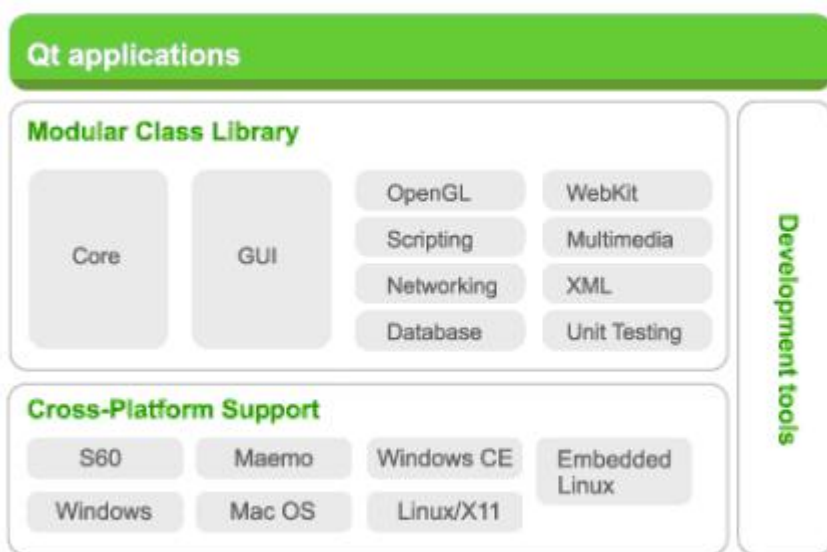 Qt applications
Modular Class Library
Core
GUI
OpenGL
WebKit
Scripting
Multimedia
Networking
XML
Database
Unit Testing
Development tools
Cross-Platform Support
S60
Maemo
Windows CE
Embedded
Linux
Windows
Mac OS
Linux/X11